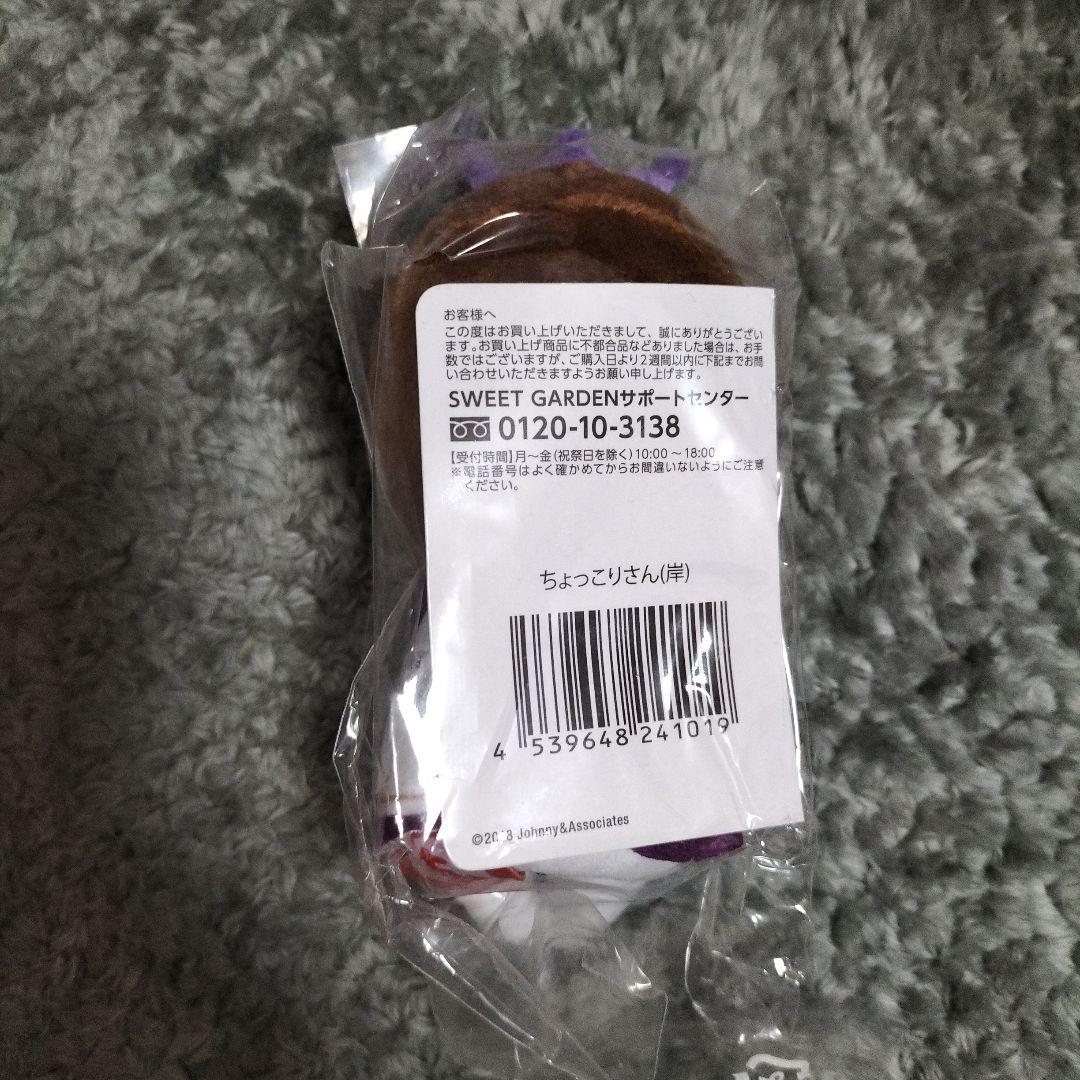 お客様へ
この度はお買い上げいただきまして、誠にありがとうござい
ます。お買い上げ商品に不都合品などありました場合は、お手
数ではございますが、ご購入日より2週間以内に下記までお問
い合わせいただきますようお願い申し上げます。
SWEET GARDENサポートセンター
0120-10-3138
【受付時間】月〜金(祝祭日を除く)10:00〜18:00
※電話番号はよく確かめてからお間違いないようにご注意
ください。
ちょっこりさん(岸)
4 539648 241019
©2018 Johnny&Associates